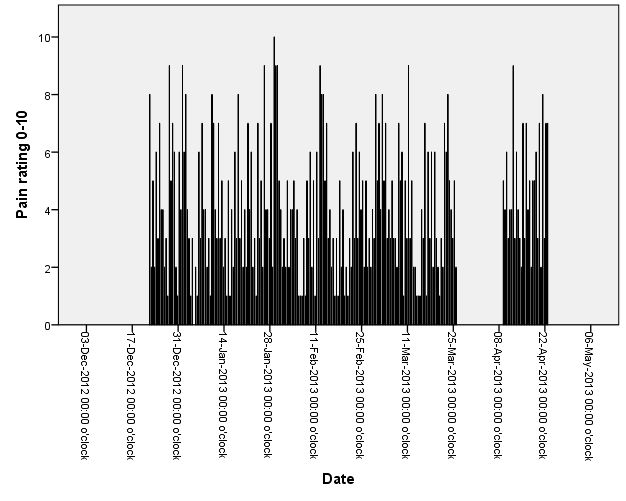 Pain rating 0-10
10
8
6
4
2
0
03-Dec-2012 00:00 o'clock
17-Dec-2012 00:00 o'clock
31-Dec-2012 00:00 o'clock
14-Jan-2013 00:00 o'clock
28-Jan-2013 00:00 o'clock
11-Feb-2013 00:00 o'clock
25-Feb-2013 00:00 o'clock
11-Mar-2013 00:00 o'clock
25-Mar-2013 00:00 o'clock
08-Apr-2013 00:00 o'clock
22-Apr-2013 00:00 o'clock
06-May-2013 00:00 o'clock
Date